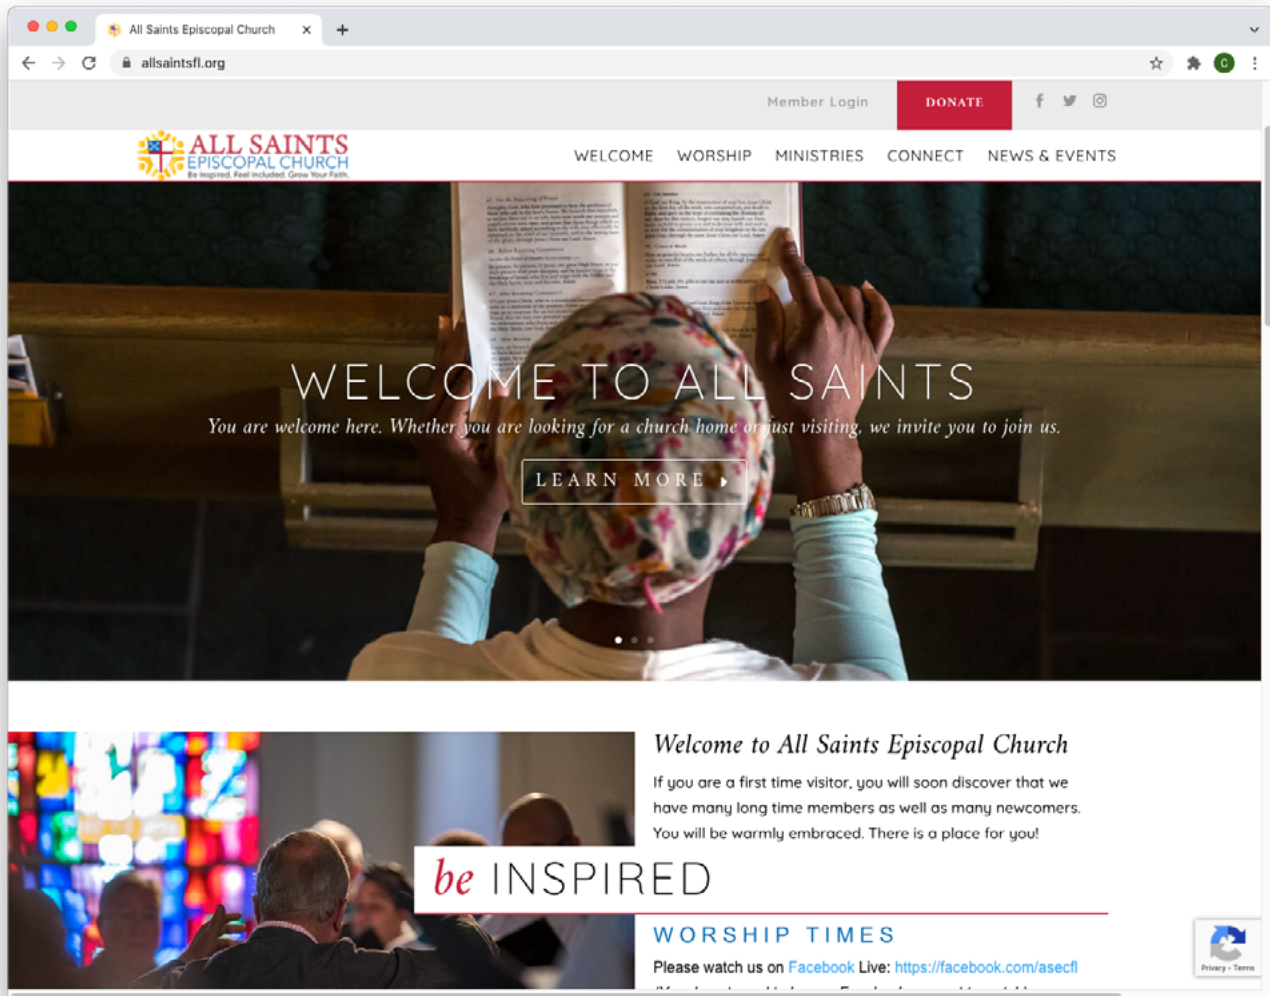 All Saints Episcopal Church
allsaintsfl.org
Member Login
DONATE
ALL SAINTS
EPISCOPAL CHURCH
Be Inspired. Feel Included. Grow Your Faith.
WELCOME WORSHIP MINISTRIES CONNECT NEWS & EVENTS
WELCOME TO ALL SAINTS
You are welcome here. Whether you are looking for a church home or just visiting, we invite you to join us.
LEARN MORE
Welcome to All Saints Episcopal Church
If you are a first time visitor, you will soon discover that we
have many long time members as well as many newcomers.
You will be warmly embraced. There is a place for you!
be INSPIRED
WORSHIP TIMES
Please watch us on Facebook Live: https://facebook.com/asecfl
Privacy - Terms